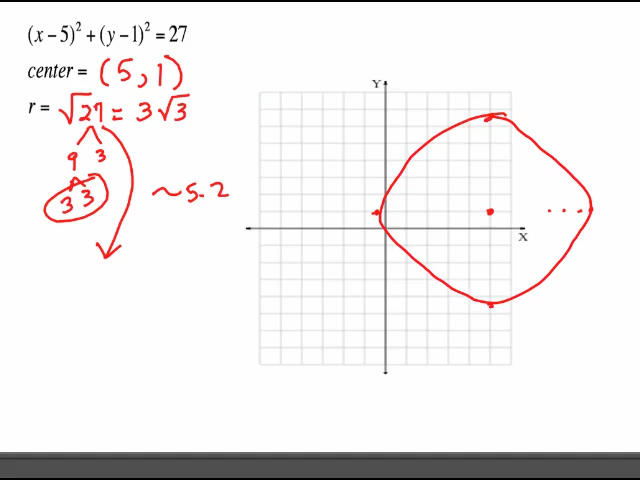 (x − 5)² + (y − 1)² = 27
center = (5, 1)
r = √27 = 3√3
9 3
3 3
~5.2
Y
X